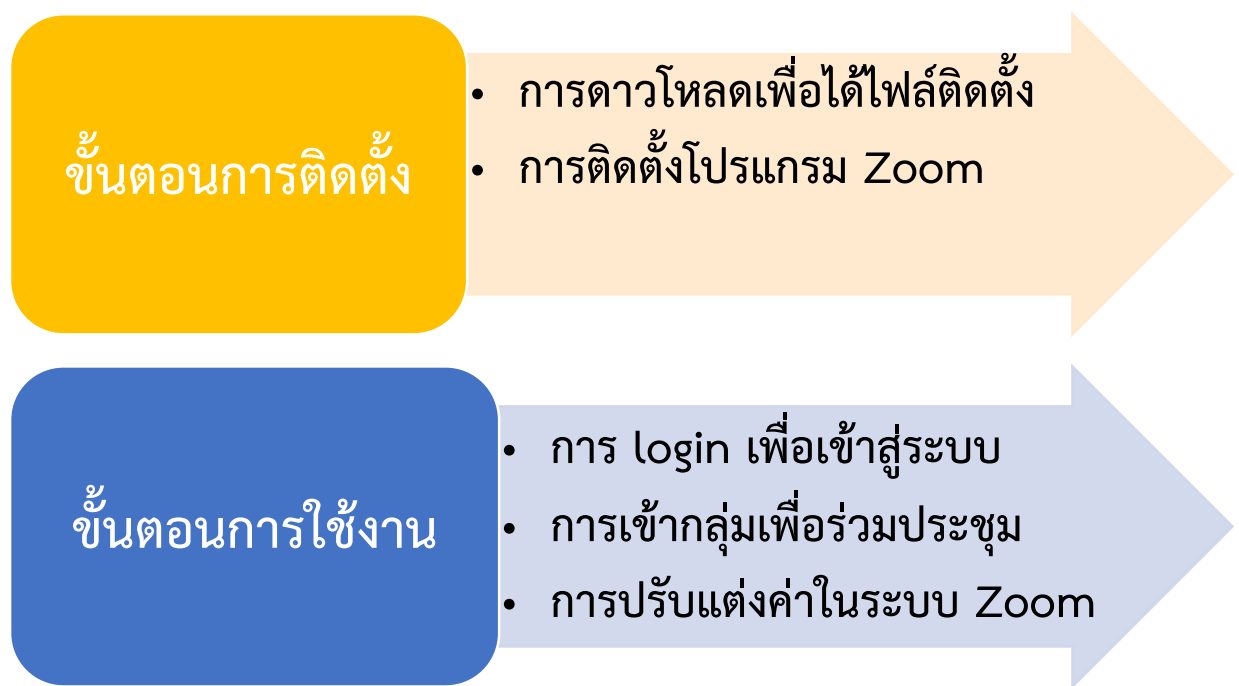 ขั้นตอนการติดตั้ง
• การดาวโหลดเพื่อได้ไฟล์ติดตั้ง
• การติดตั้งโปรแกรม Zoom
ขั้นตอนการใช้งาน
• การ login เพื่อเข้าสู่ระบบ
• การเข้ากลุ่มเพื่อร่วมประชุม
• การปรับแต่งค่าในระบบ Zoom